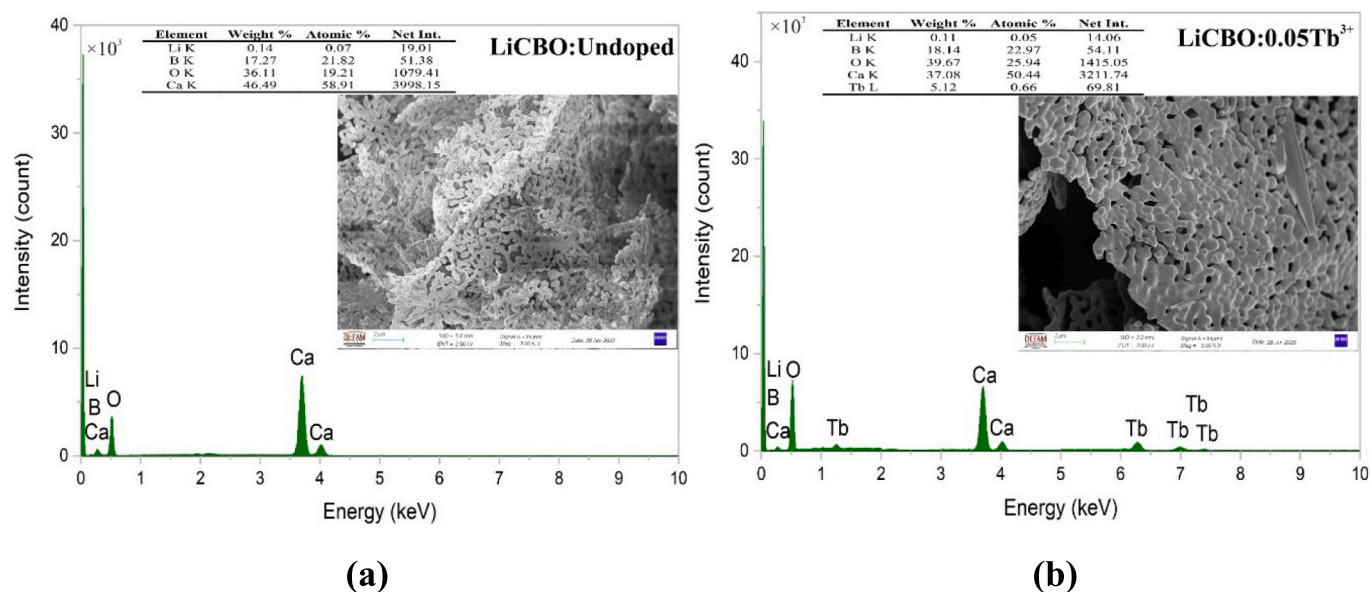 Element Weight % Atomic % Net Int.
Li K 0.14 0.07 19.01
B K 17.27 21.82 51.38
O K 36.11 19.21 1079.41
Ca K 46.49 58.91 3998.15
LiCBO:Undoped
×10³
40
30
20
10
0
Intensity (count)
Li
B
Ca
O
Ca
Ca
0 1 2 3 4 5 6 7 8 9 10
Energy (keV)
(a)
Element Weight % Atomic % Net Int.
Li K 0.11 0.05 14.06
B K 18.14 22.97 54.11
O K 39.67 25.94 1415.05
Ca K 37.08 50.44 3211.74
Tb L 5.12 0.66 69.81
LiCBO:0.05Tb³⁺
×10³
40
30
20
10
0
Intensity (count)
Li
B
Ca
O
Tb
Ca
Ca
Tb
Tb
Tb
Tb
0 1 2 3 4 5 6 7 8 9 10
Energy (keV)
(b)